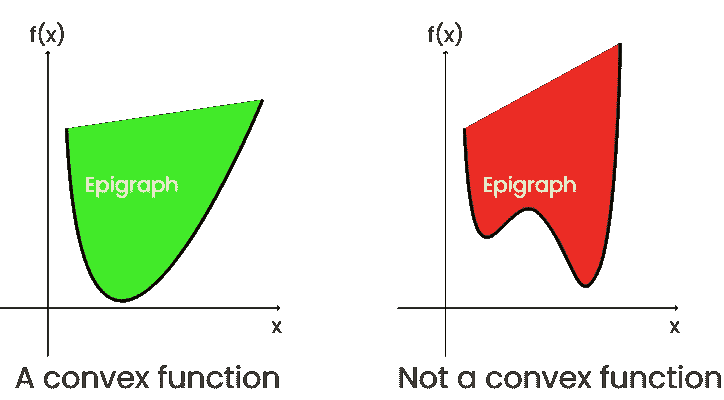 f(x)
f(x)
Epigraph
Epigraph
x
x
A convex function
Not a convex function